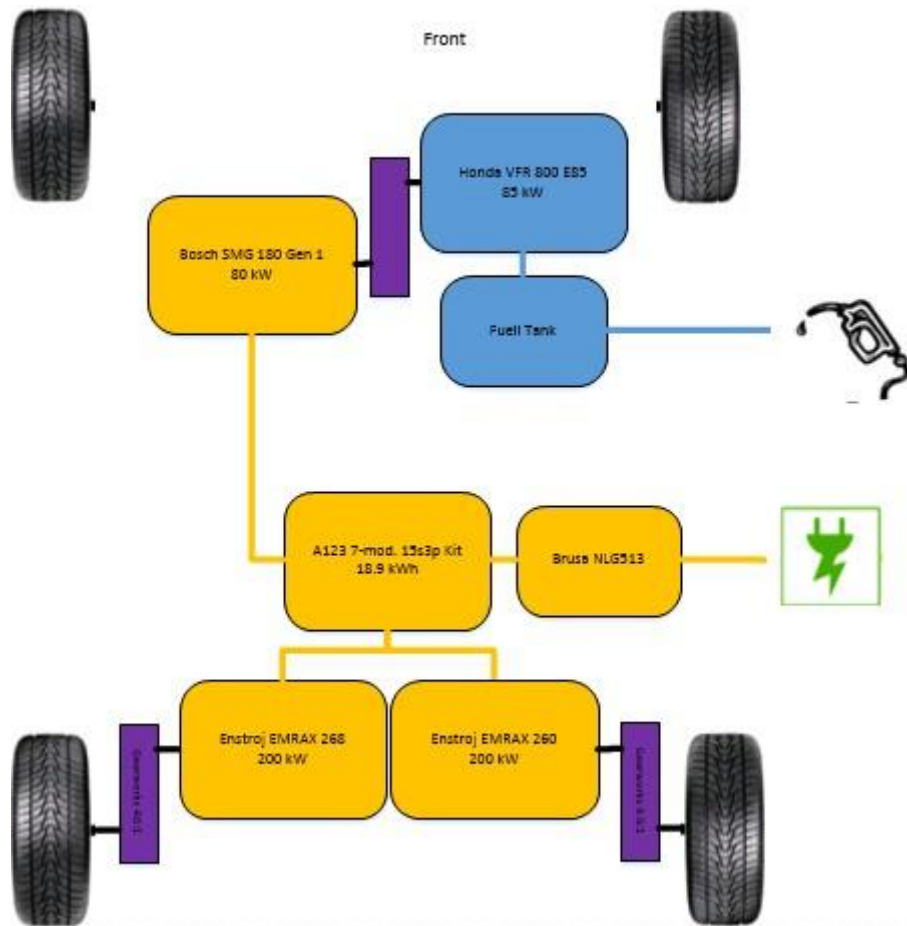 Front
Honda VFR 800 E85
85 kW
Bosch SMG 180 Gen 1
80 kW
Fuell Tank
A123 7-mod. 15s3p Kit
18.9 kWh
Brusa NLG513
Enstroj EMRAX 268
200 kW
Enstroj EMRAX 260
200 kW